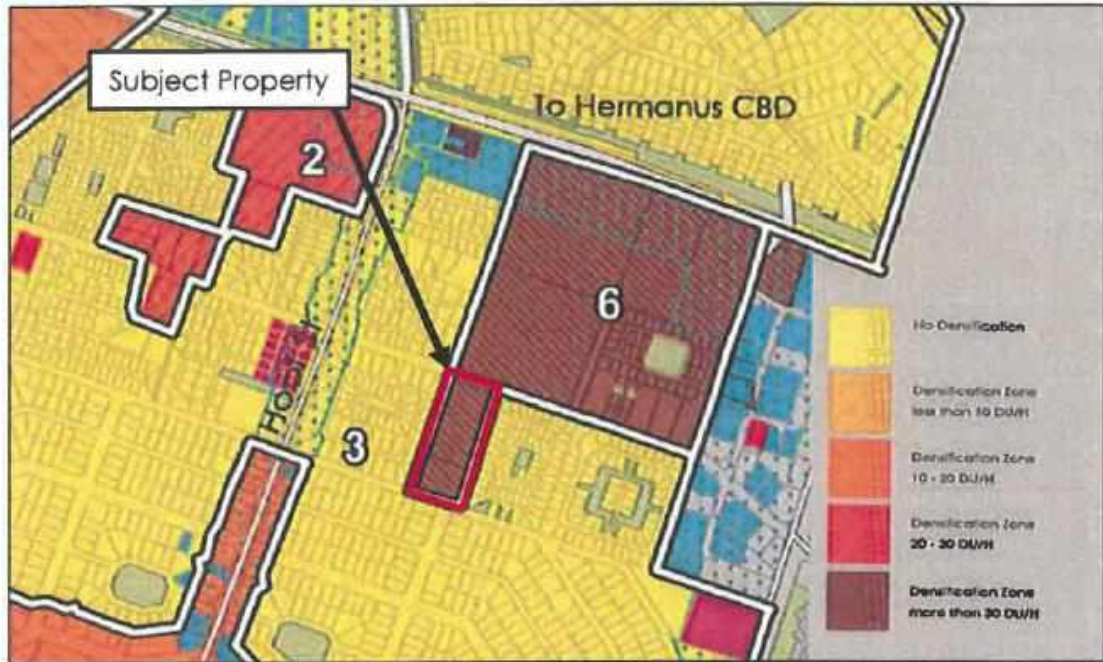 Subject Property
To Hermanus CBD
2
6
3
No Densification
Densification Zone
less than 10 DU/H
Densification Zone
10 - 20 DU/H
Densification Zone
20 - 30 DU/H
Densification Zone
more than 30 DU/H